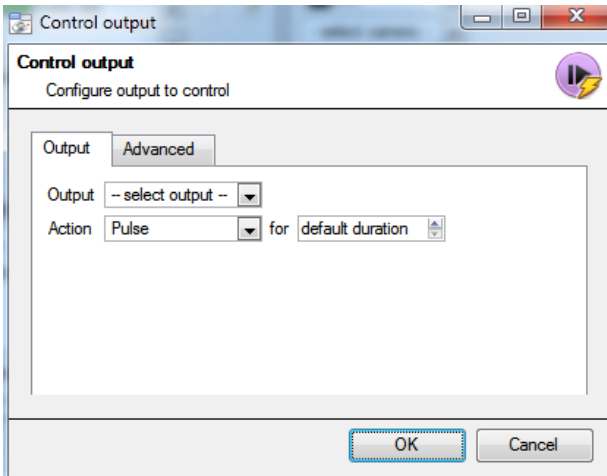 Control output
Control output
Configure output to control
Output Advanced
Output -- select output --
Action Pulse for default duration
OK Cancel